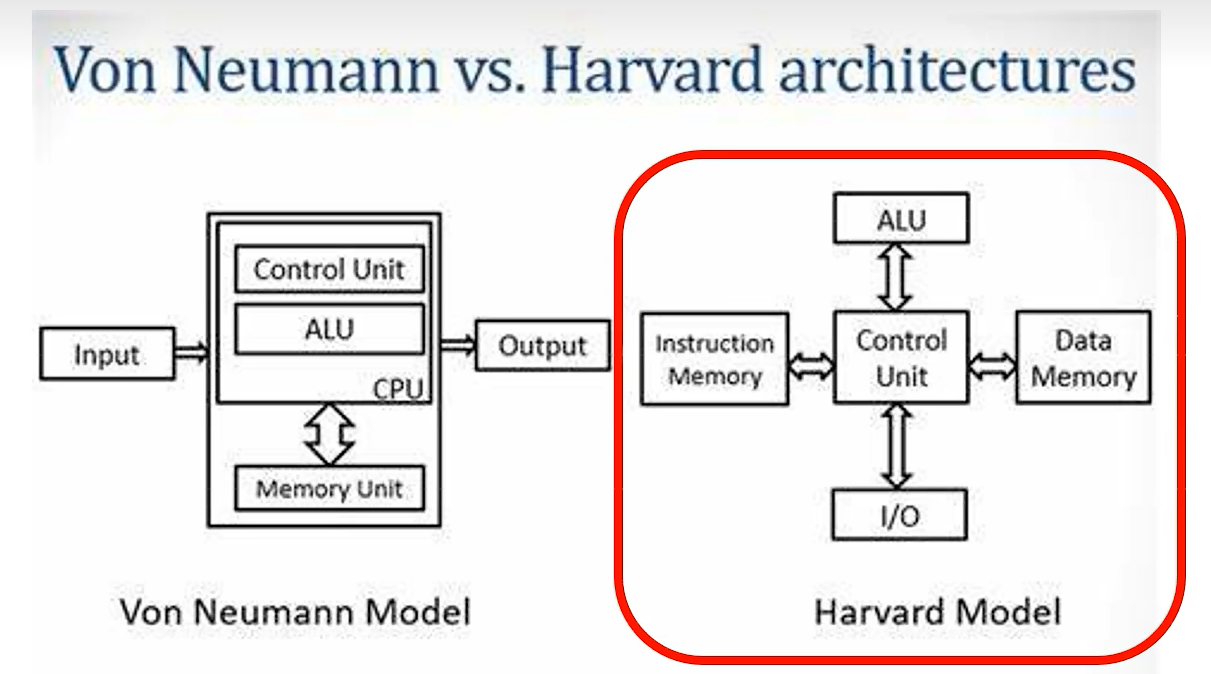 Von Neumann vs. Harvard architectures
Input
Control Unit
ALU
CPU
Memory Unit
Output
Von Neumann Model
ALU
Instruction
Memory
Control
Unit
Data
Memory
I/O
Harvard Model